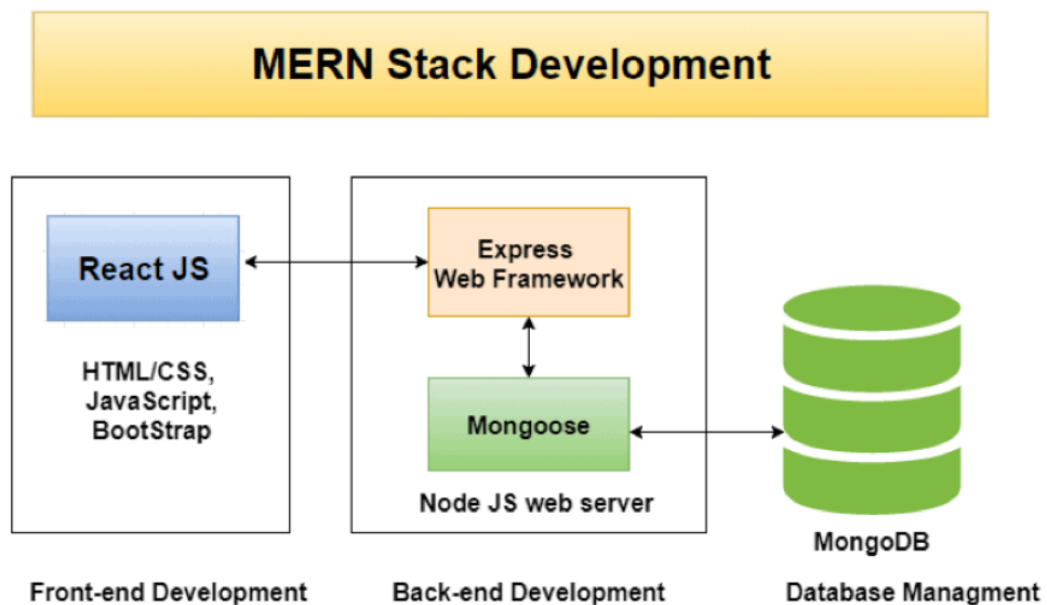 MERN Stack Development
React JS
HTML/CSS,
JavaScript,
BootStrap
Express
Web Framework
Mongoose
Node JS web server
MongoDB
Front-end Development
Back-end Development
Database Managment